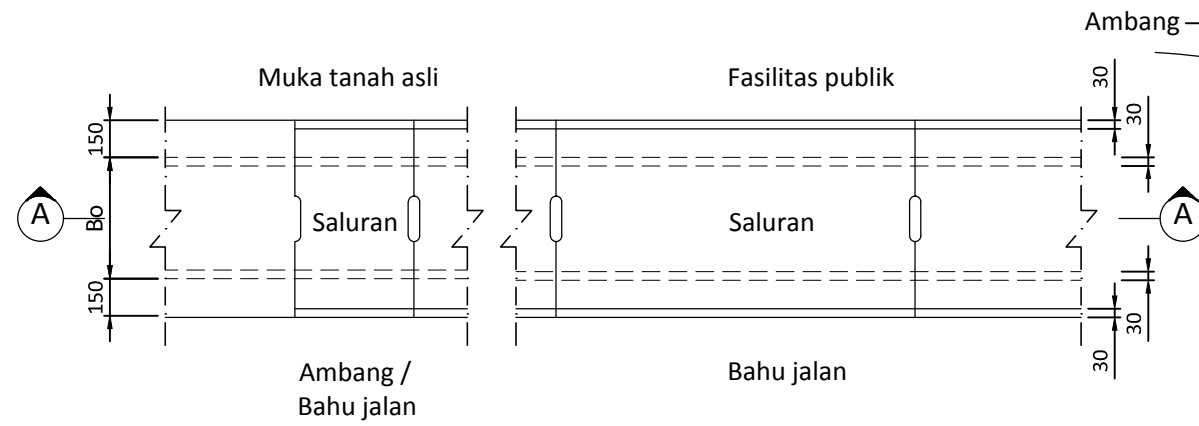 Ambang
Muka tanah asli
Fasilitas publik
30
30
150
A
Bo
Saluran
Saluran
A
150
30
30
Ambang /
Bahu jalan
Bahu jalan